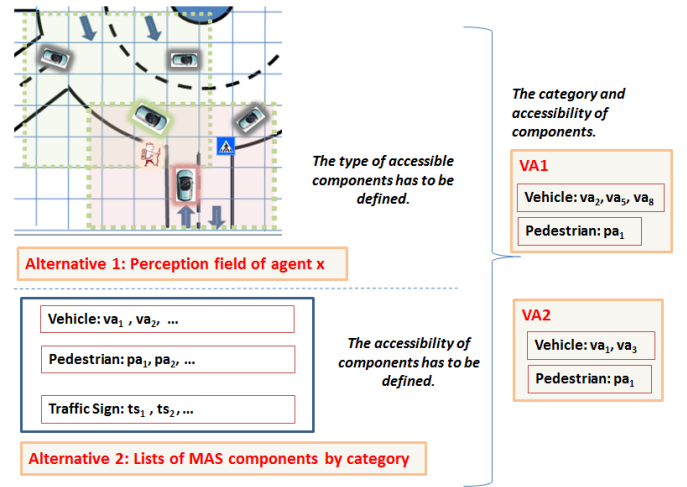 The category and
accessibility of
components.
The type of accessible
components has to be
defined.
VA1
Vehicle: va₂, va₅, va₈
Pedestrian: pa₁
Alternative 1: Perception field of agent x
Vehicle: va₁ , va₂, ...
Pedestrian: pa₁, pa₂, ...
Traffic Sign: ts₁ , ts₂, ...
The accessibility of
components has to be
defined.
VA2
Vehicle: va₁, va₃
Pedestrian: pa₁
Alternative 2: Lists of MAS components by category